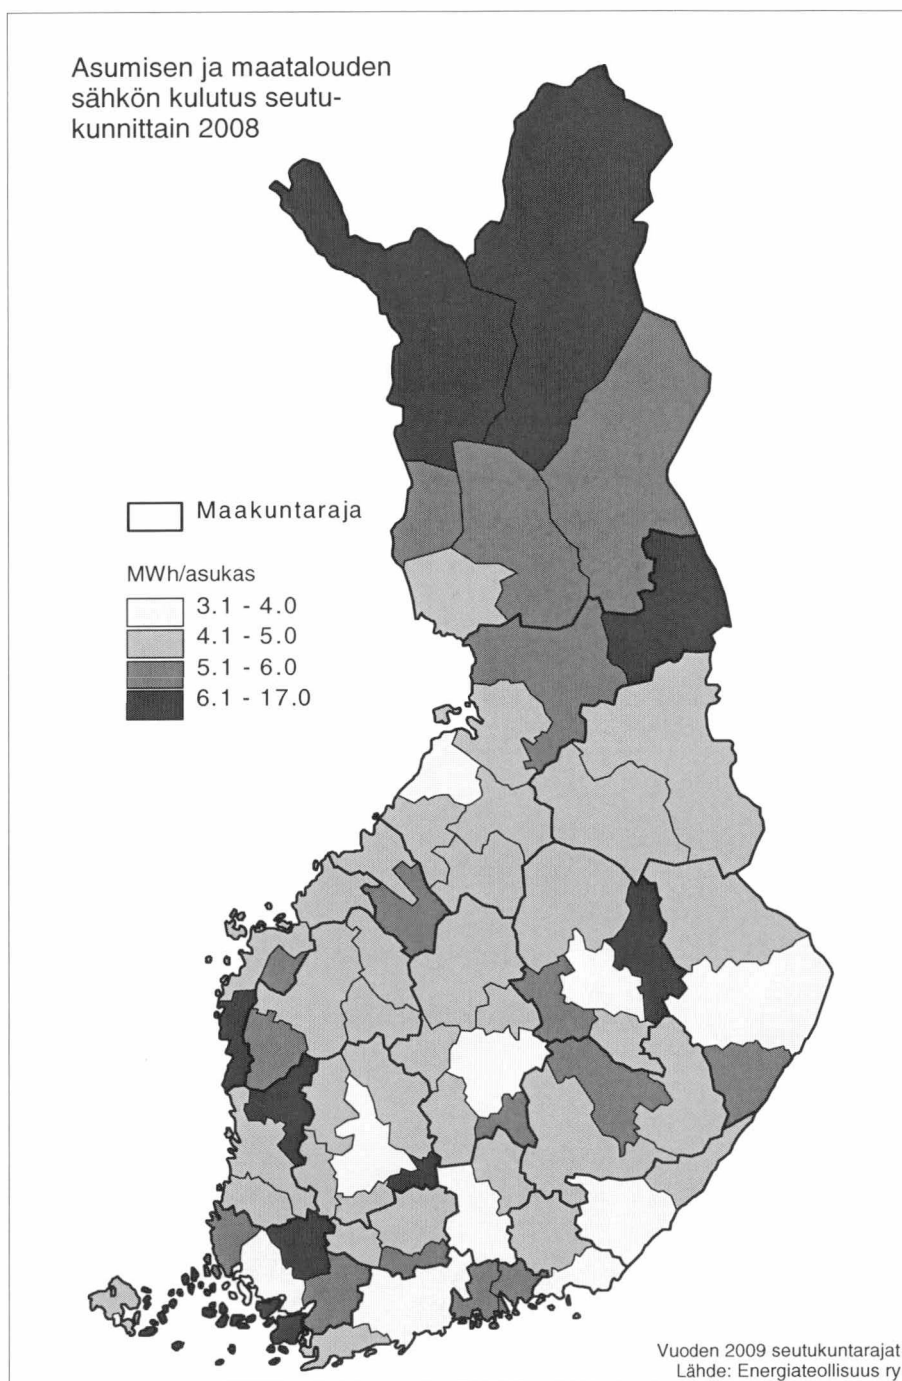 Asumisen ja maatalouden
sähkön kulutus seutu-
kunnittain 2008
Maakuntaraja
MWh/asukas
3.1 - 4.0
4.1 - 5.0
5.1 - 6.0
6.1 - 17.0
Vuoden 2009 seutukuntarajat
Lähde: Energiateollisuus ry